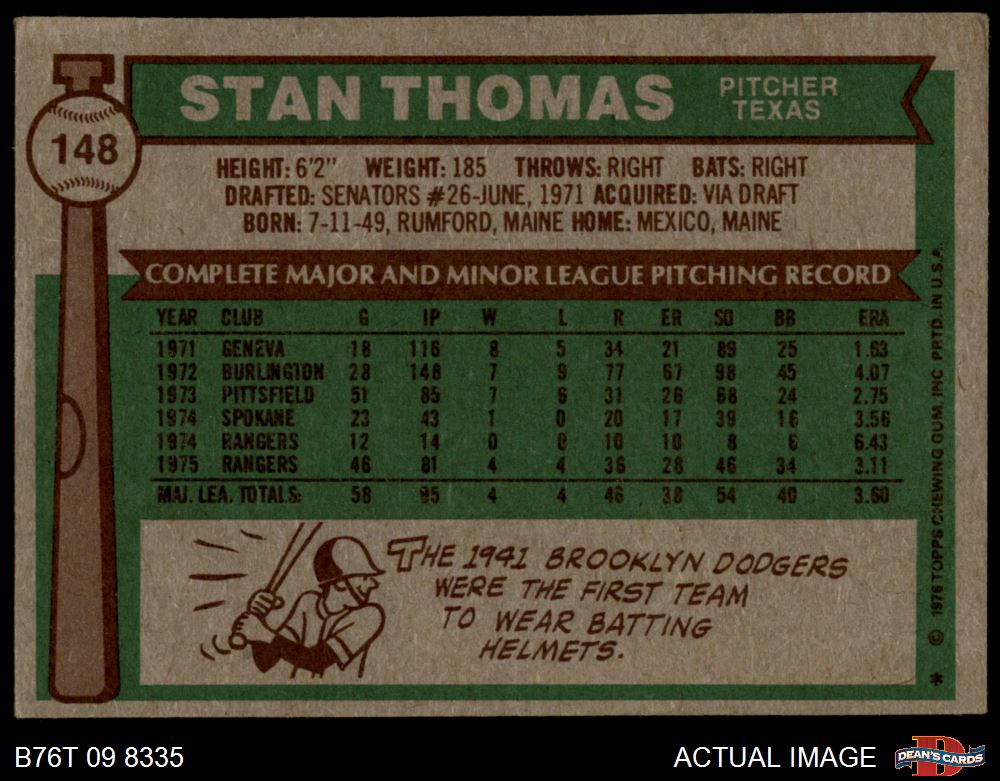 148
STAN THOMAS
PITCHER
TEXAS
HEIGHT: 6'2" WEIGHT: 185 THROWS: RIGHT BATS: RIGHT
DRAFTED: SENATORS #26-JUNE, 1971 ACQUIRED: VIA DRAFT
BORN: 7-11-49, RUMFORD, MAINE HOME: MEXICO, MAINE
COMPLETE MAJOR AND MINOR LEAGUE PITCHING RECORD
YEAR CLUB G IP W L R ER SO BB ERA
1971 GENEVA 18 116 8 5 34 21 89 25 1.63
1972 BURLINGTON 28 148 7 9 77 67 98 45 4.07
1973 PITTSFIELD 51 85 7 6 31 26 68 24 2.75
1974 SPOKANE 23 43 1 0 20 17 39 16 3.56
1974 RANGERS 12 14 0 0 10 10 8 6 6.43
1975 RANGERS 46 81 4 4 36 28 46 34 3.11
MAJ. LEA. TOTALS: 58 95 4 4 46 38 54 40 3.60
THE 1941 BROOKLYN DODGERS
WERE THE FIRST TEAM
TO WEAR BATTING
HELMETS.
* © 1976 TOPPS CHEWING GUM, INC. PRTD. IN U.S.A.
B76T 09 8335
ACTUAL IMAGE
D
DEAN'S CARDS